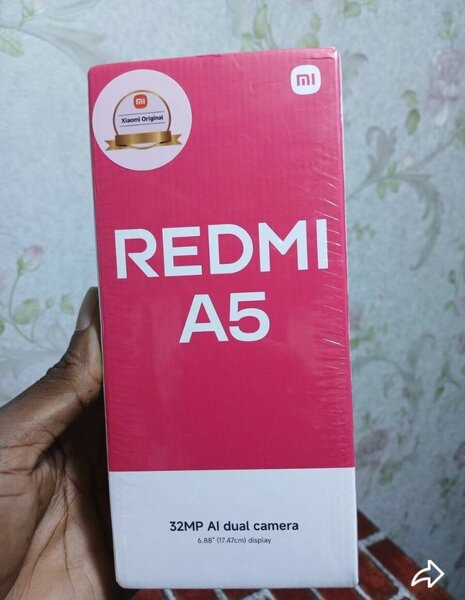 mi
mi
Xiaomi Original
REDMI
A5
32MP AI dual camera
6.88" (17.47cm) display